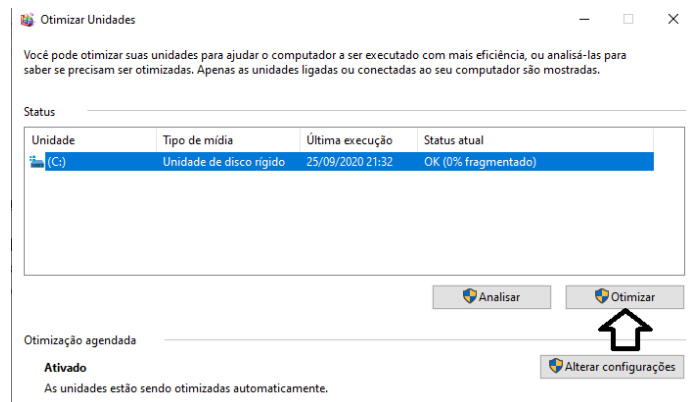 Otimizar Unidades
Você pode otimizar suas unidades para ajudar o computador a ser executado com mais eficiência, ou analisá-las para
saber se precisam ser otimizadas. Apenas as unidades ligadas ou conectadas ao seu computador são mostradas.
Status
Unidade Tipo de mídia Última execução Status atual
(C:) Unidade de disco rígido 25/09/2020 21:32 OK (0% fragmentado)
Analisar Otimizar
Otimização agendada
Ativado Alterar configurações
As unidades estão sendo otimizadas automaticamente.